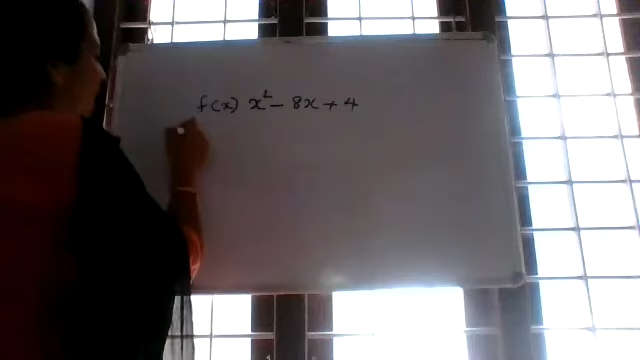 f(x) x² - 8x + 4